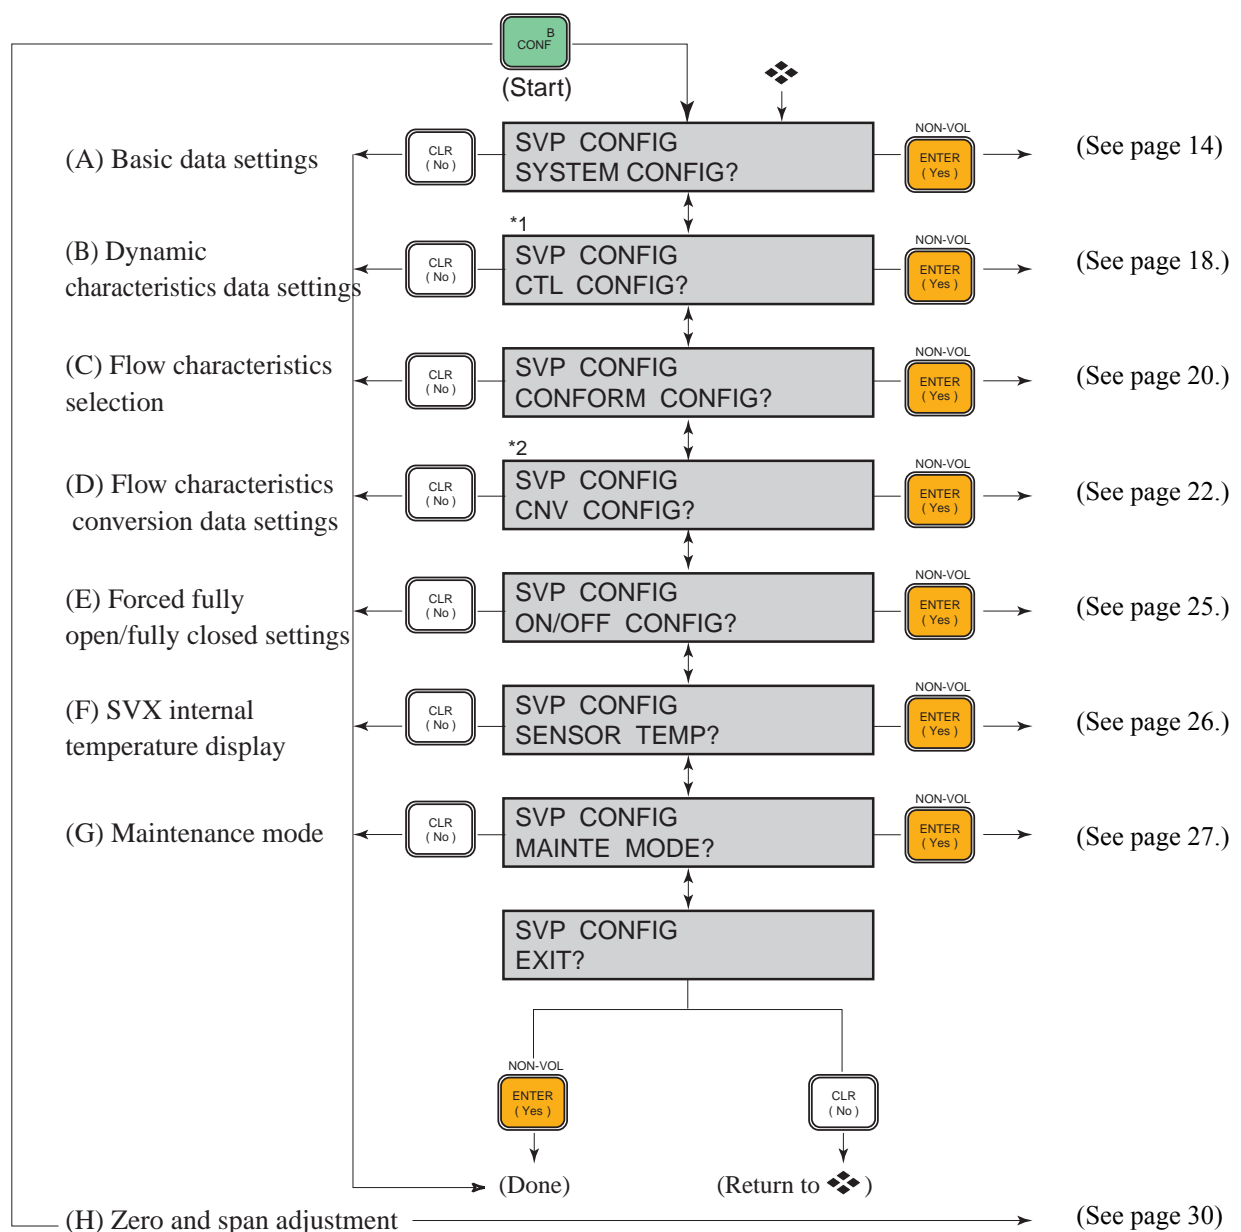 B
CONF
(Start)
(A) Basic data settings
CLR
( No )
SVP CONFIG
SYSTEM CONFIG?
NON-VOL
ENTER
( Yes )
(See page 14)
*1
(B) Dynamic
characteristics data settings
CLR
( No )
SVP CONFIG
CTL CONFIG?
NON-VOL
ENTER
( Yes )
(See page 18.)
(C) Flow characteristics
selection
CLR
( No )
SVP CONFIG
CONFORM CONFIG?
NON-VOL
ENTER
( Yes )
(See page 20.)
*2
(D) Flow characteristics
conversion data settings
CLR
( No )
SVP CONFIG
CNV CONFIG?
NON-VOL
ENTER
( Yes )
(See page 22.)
(E) Forced fully
open/fully closed settings
CLR
( No )
SVP CONFIG
ON/OFF CONFIG?
NON-VOL
ENTER
( Yes )
(See page 25.)
(F) SVX internal
temperature display
CLR
( No )
SVP CONFIG
SENSOR TEMP?
NON-VOL
ENTER
( Yes )
(See page 26.)
(G) Maintenance mode
CLR
( No )
SVP CONFIG
MAINTE MODE?
NON-VOL
ENTER
( Yes )
(See page 27.)
SVP CONFIG
EXIT?
NON-VOL
ENTER
( Yes )
CLR
( No )
(Done)
(Return to ❖)
(H) Zero and span adjustment
(See page 30)